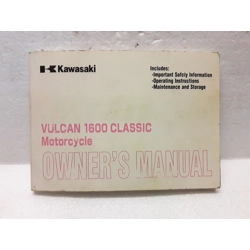 Kawasaki
Includes:
-Important Safety Information
-Operating Instructions
-Maintenance and Storage
VULCAN 1600 CLASSIC
Motorcycle
OWNER'S MANUAL